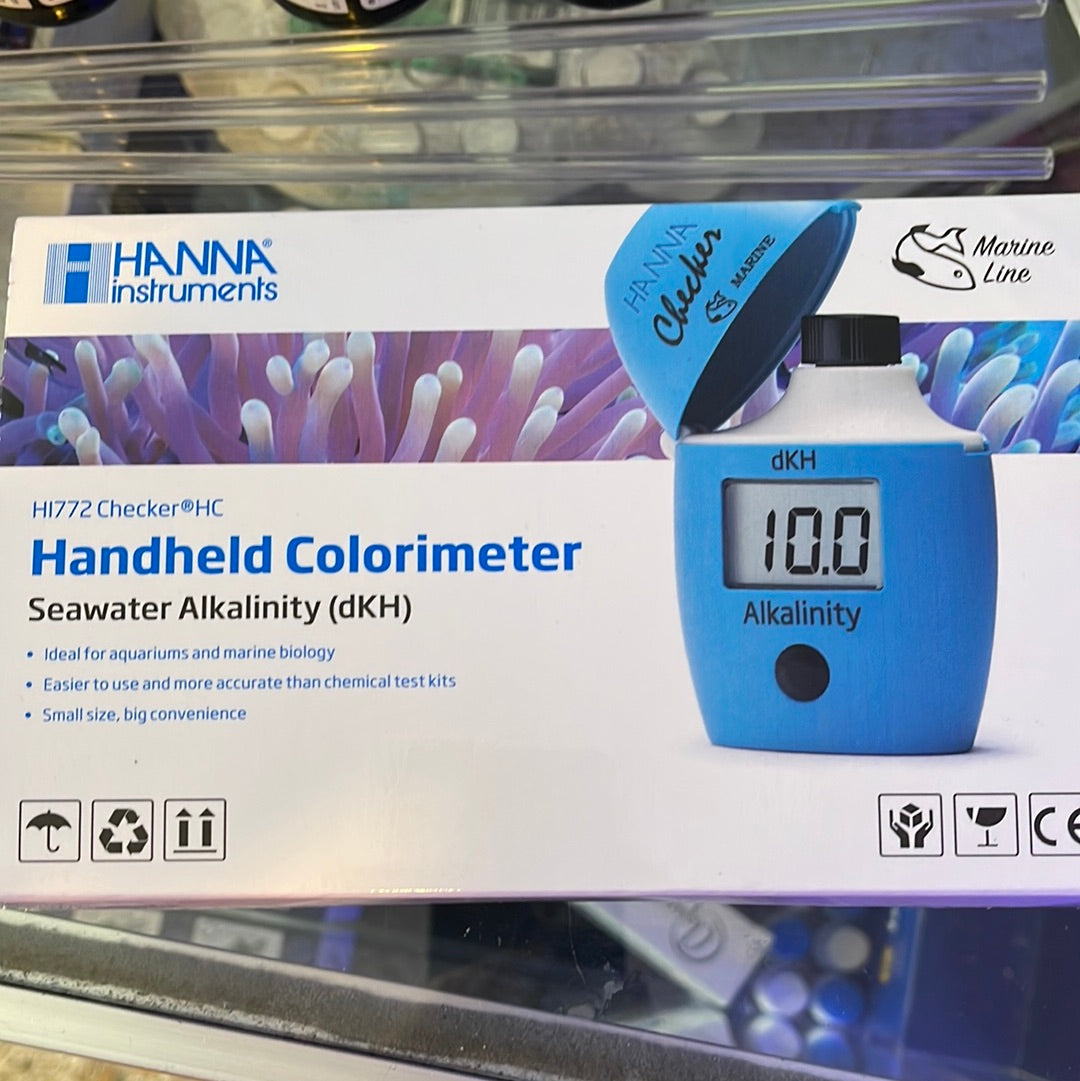 HANNA®
instruments
HANNA
Checker
MARINE
Marine
Line
dKH
10.0
Alkalinity
HI772 Checker®HC
Handheld Colorimeter
Seawater Alkalinity (dKH)
• Ideal for aquariums and marine biology
• Easier to use and more accurate than chemical test kits
• Small size, big convenience
CE